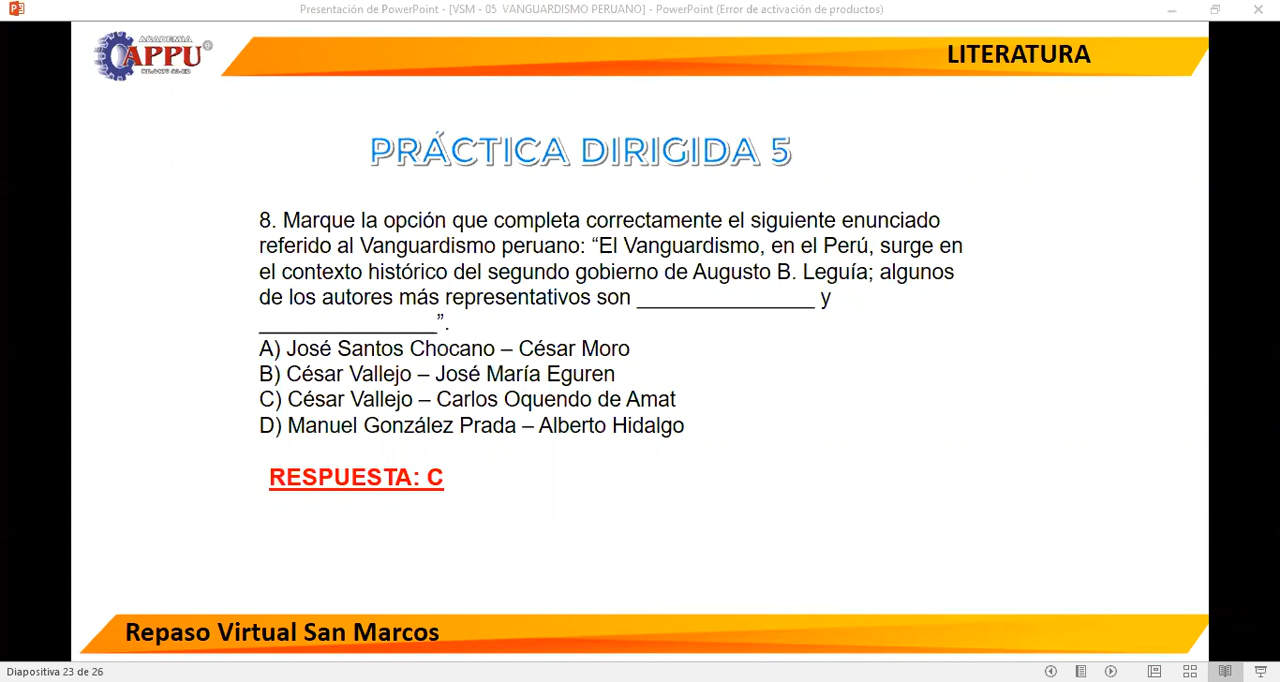 Presentación de PowerPoint - [VSM - 05 VANGUARDISMO PERUANO] - PowerPoint (Error de activación de productos)
ACADEMIA
APPU
LITERATURA
PRÁCTICA DIRIGIDA 5
8. Marque la opción que completa correctamente el siguiente enunciado
referido al Vanguardismo peruano: “El Vanguardismo, en el Perú, surge en
el contexto histórico del segundo gobierno de Augusto B. Leguía; algunos
de los autores más representativos son _______________ y
_______________”.
A) José Santos Chocano – César Moro
B) César Vallejo – José María Eguren
C) César Vallejo – Carlos Oquendo de Amat
D) Manuel González Prada – Alberto Hidalgo
RESPUESTA: C
Repaso Virtual San Marcos
Diapositiva 23 de 26